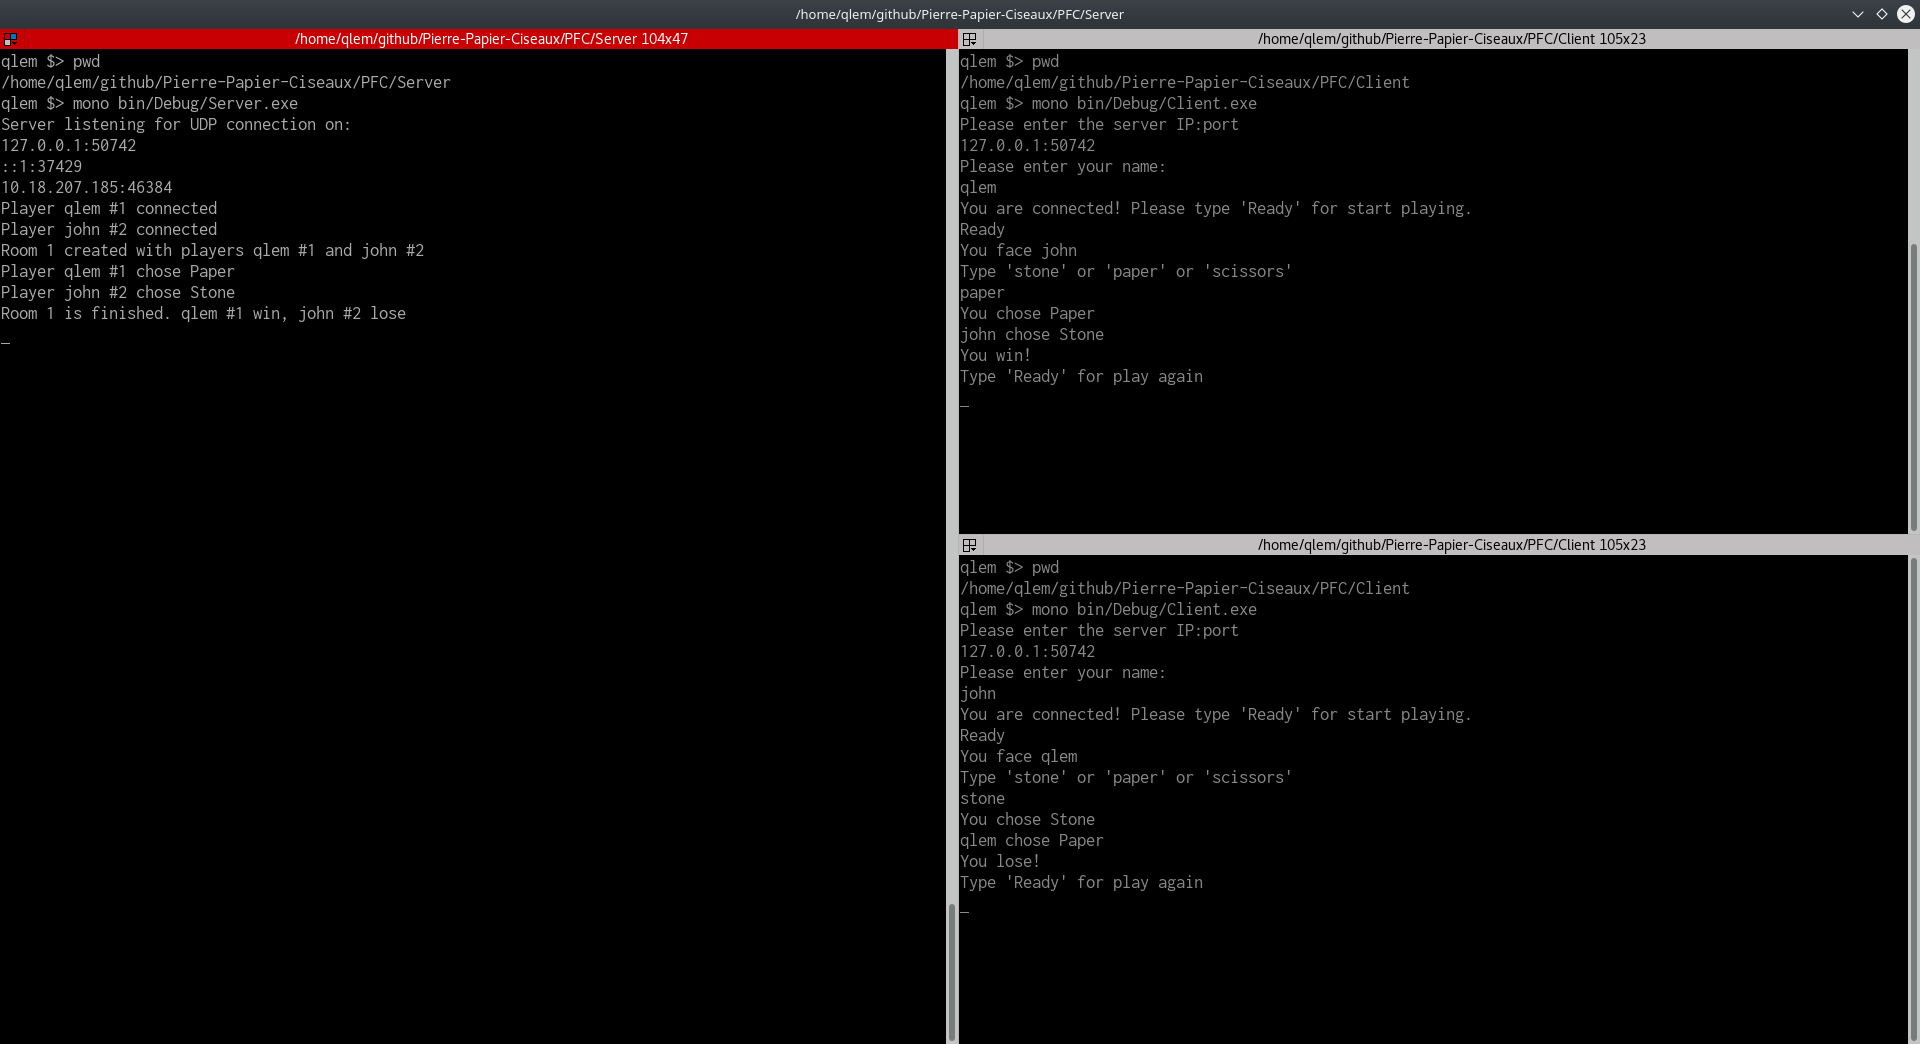 /home/qlem/github/Pierre-Papier-Ciseaux/PFC/Server
/home/qlem/github/Pierre-Papier-Ciseaux/PFC/Server 104x47
qlem $> pwd
/home/qlem/github/Pierre-Papier-Ciseaux/PFC/Server
qlem $> mono bin/Debug/Server.exe
Server listening for UDP connection on:
127.0.0.1:50742
::1:37429
10.18.207.185:46384
Player qlem #1 connected
Player john #2 connected
Room 1 created with players qlem #1 and john #2
Player qlem #1 chose Paper
Player john #2 chose Stone
Room 1 is finished. qlem #1 win, john #2 lose
/home/qlem/github/Pierre-Papier-Ciseaux/PFC/Client 105x23
qlem $> pwd
/home/qlem/github/Pierre-Papier-Ciseaux/PFC/Client
qlem $> mono bin/Debug/Client.exe
Please enter the server IP:port
127.0.0.1:50742
Please enter your name:
qlem
You are connected! Please type 'Ready' for start playing.
Ready
You face john
Type 'stone' or 'paper' or 'scissors'
paper
You chose Paper
john chose Stone
You win!
Type 'Ready' for play again
/home/qlem/github/Pierre-Papier-Ciseaux/PFC/Client 105x23
qlem $> pwd
/home/qlem/github/Pierre-Papier-Ciseaux/PFC/Client
qlem $> mono bin/Debug/Client.exe
Please enter the server IP:port
127.0.0.1:50742
Please enter your name:
john
You are connected! Please type 'Ready' for start playing.
Ready
You face qlem
Type 'stone' or 'paper' or 'scissors'
stone
You chose Stone
qlem chose Paper
You lose!
Type 'Ready' for play again